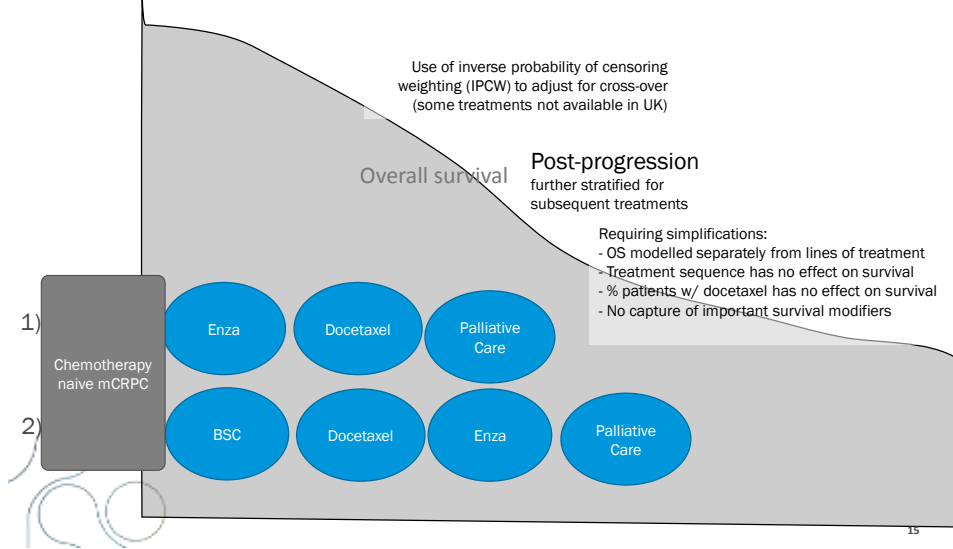 Use of inverse probability of censoring
weighting (IPCW) to adjust for cross-over
(some treatments not available in UK)
Overall survival
Post-progression
further stratified for
subsequent treatments
Requiring simplifications:
- OS modelled separately from lines of treatment
- Treatment sequence has no effect on survival
- % patients w/ docetaxel has no effect on survival
- No capture of important survival modifiers
1)
Chemotherapy
naive mCRPC
Enza
Docetaxel
Palliative
Care
2)
BSC
Docetaxel
Enza
Palliative
Care
15